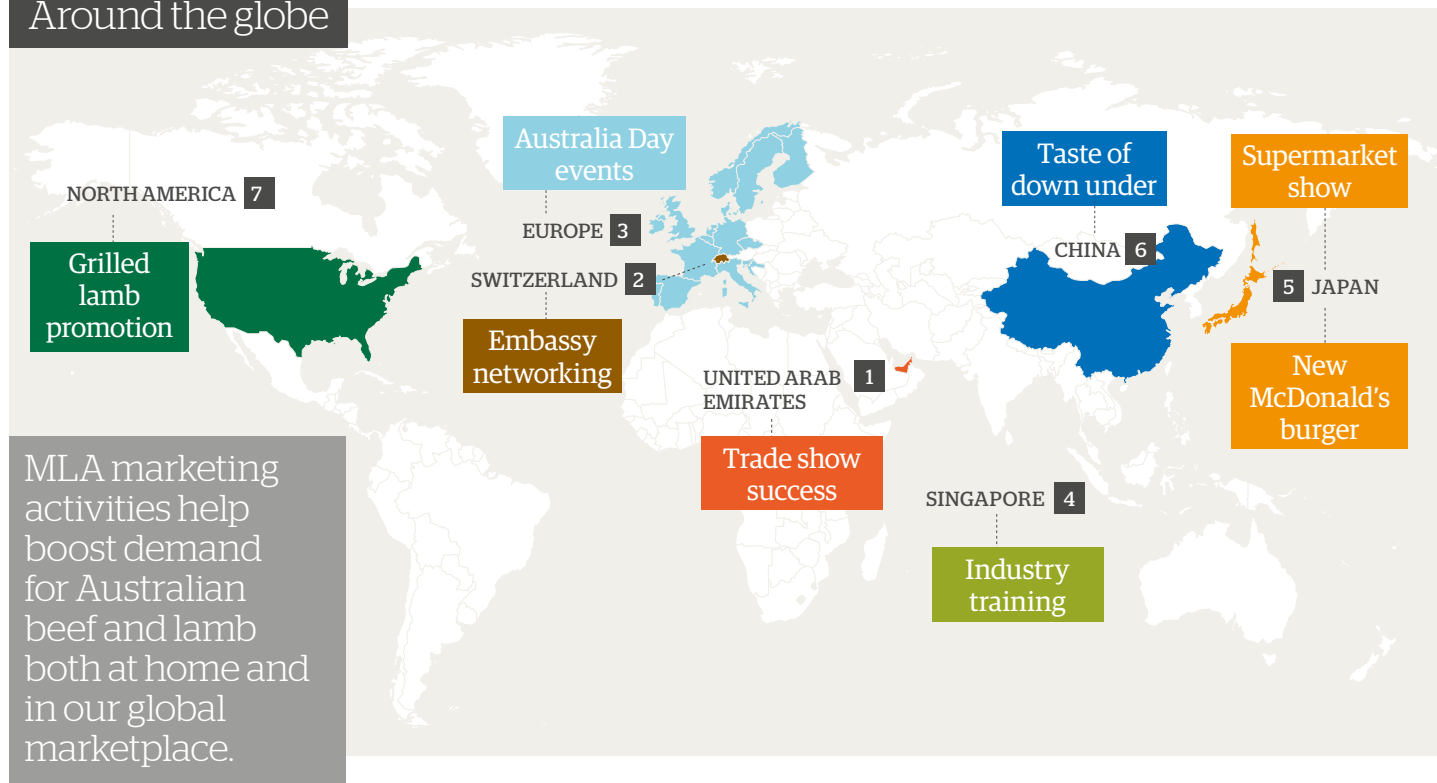 Around the globe
NORTH AMERICA 7
Grilled
lamb
promotion
Australia Day
events
EUROPE 3
SWITZERLAND 2
Embassy
networking
UNITED ARAB
EMIRATES
1
Trade show
success
Taste of
down under
CHINA 6
Supermarket
show
5 JAPAN
New
McDonald's
burger
SINGAPORE 4
Industry
training
MLA marketing
activities help
boost demand
for Australian
beef and lamb
both at home and
in our global
marketplace.